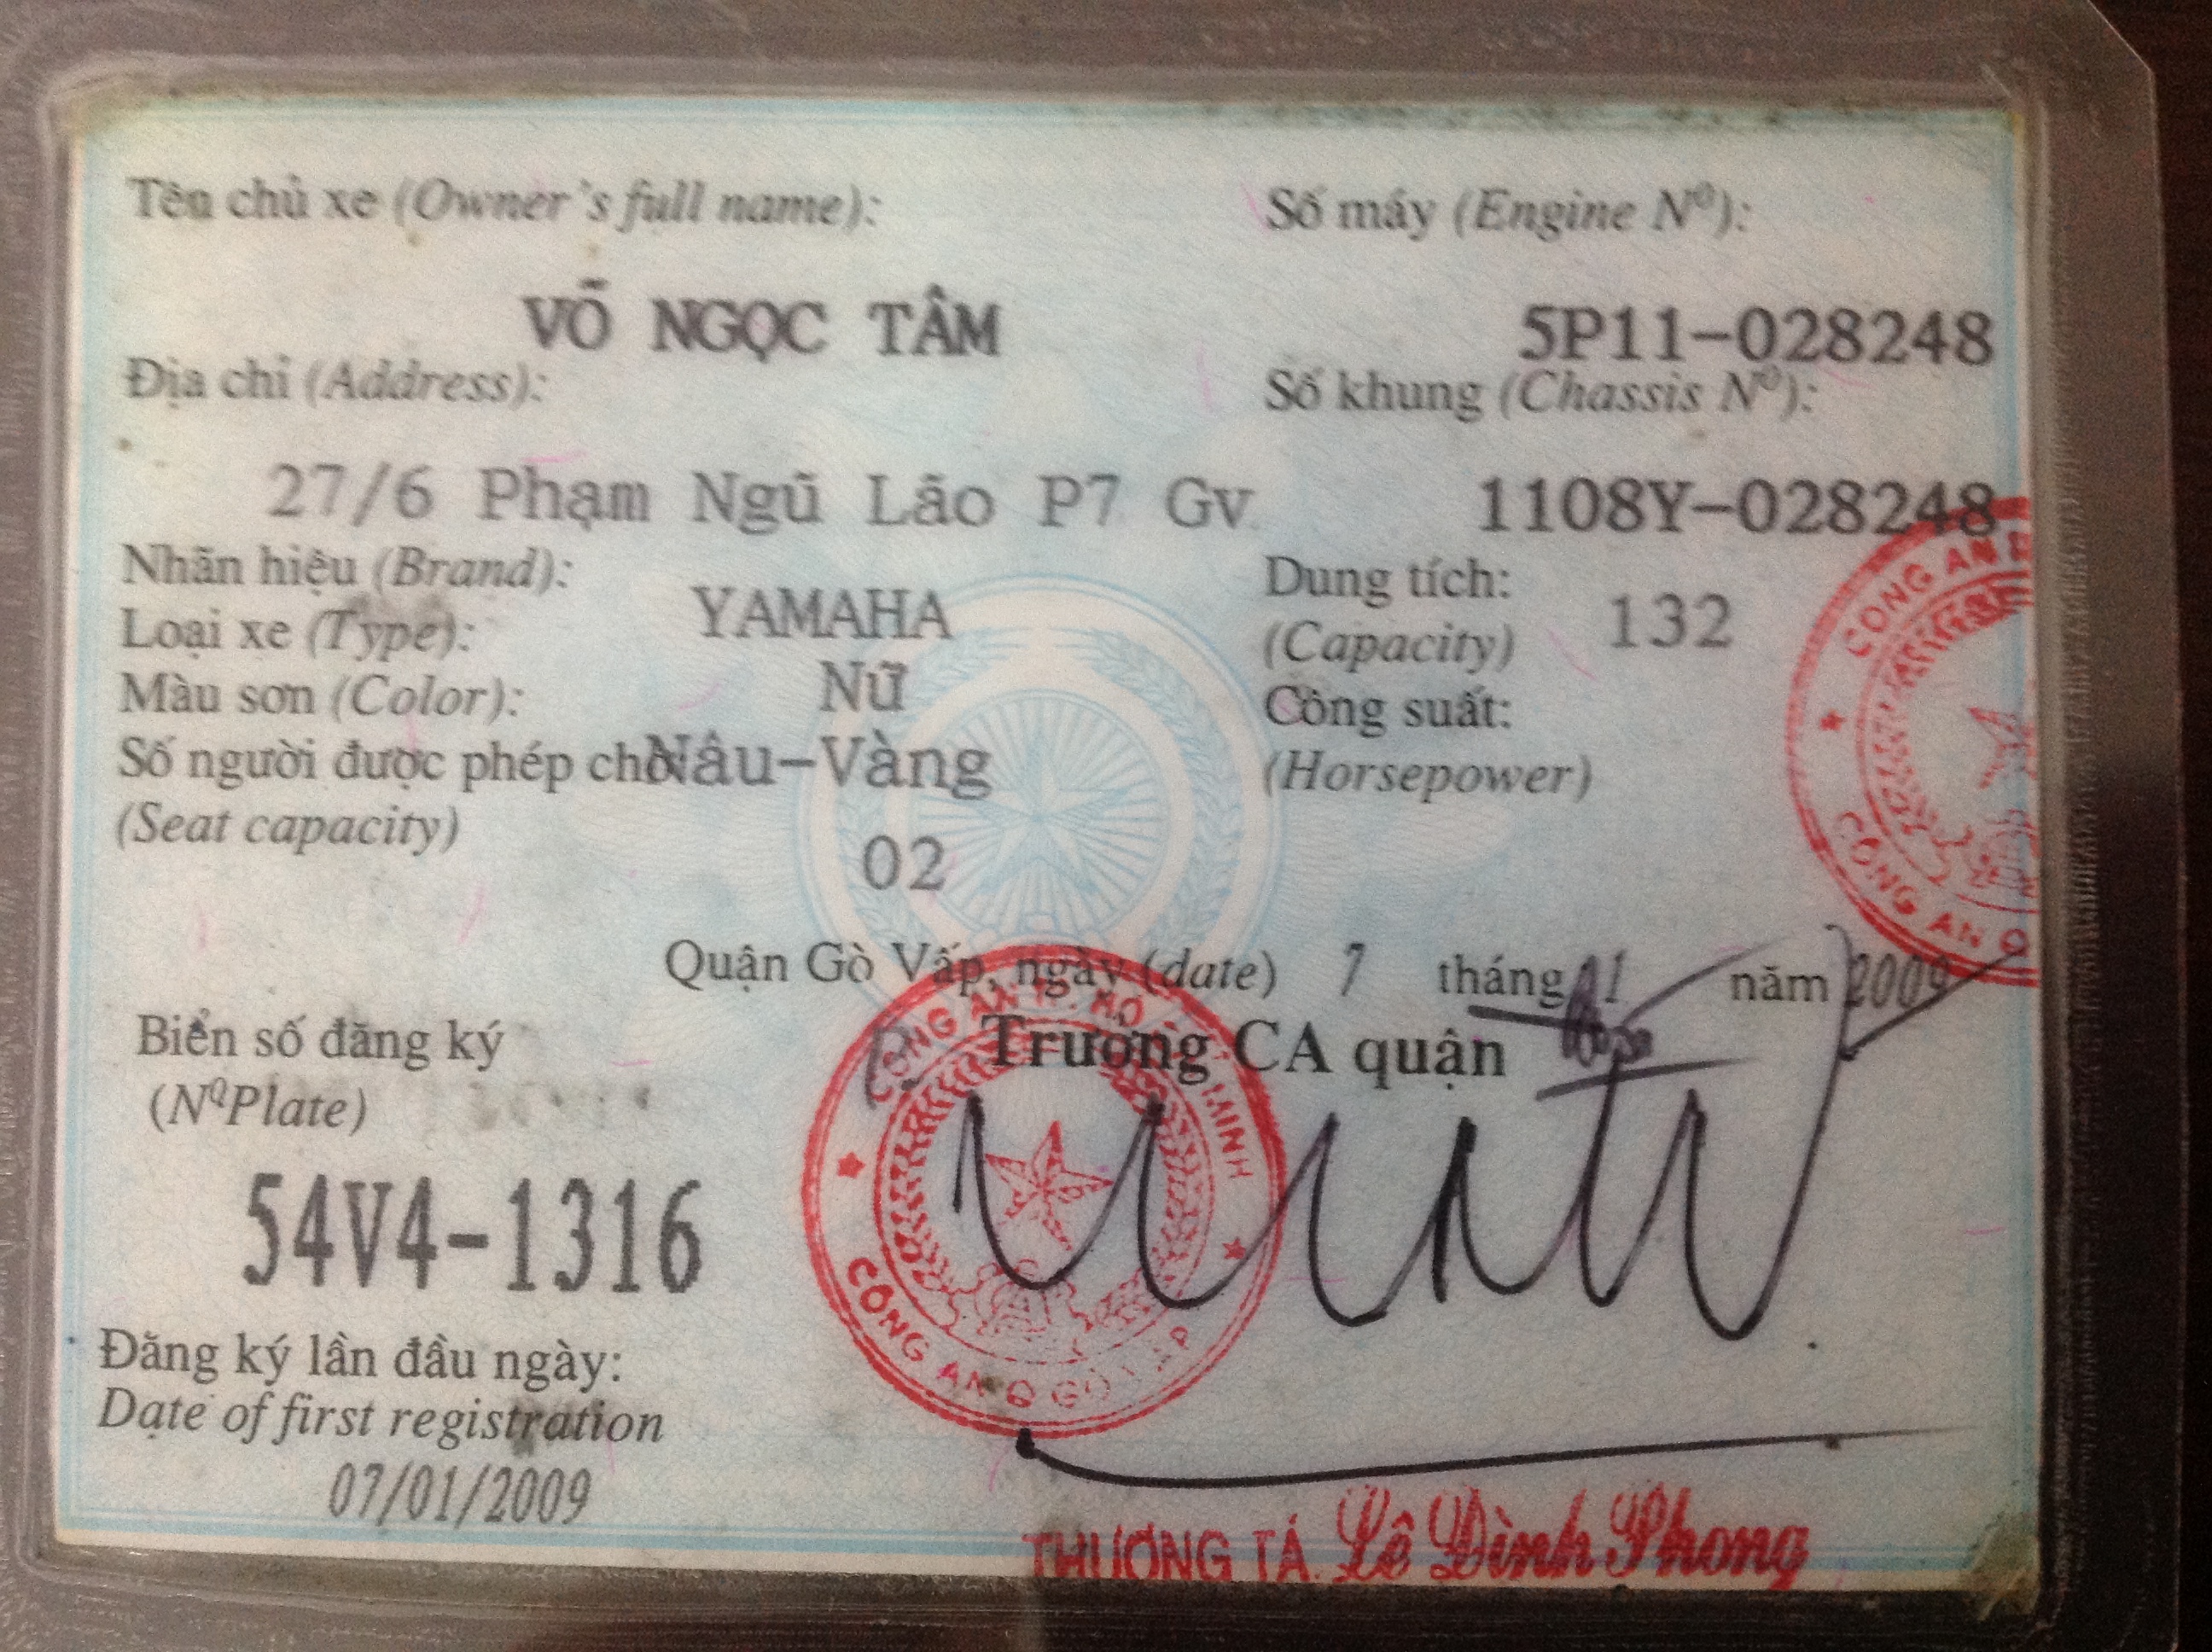 Tên chủ xe (Owner's full name):
VÕ NGỌC TÂM
Địa chỉ (Address):
27/6 Phạm Ngũ Lão P7 Gv
Nhãn hiệu (Brand):
YAMAHA
Loại xe (Type):
Nữ
Màu sơn (Color):
Nâu-Vàng
Số người được phép chở
(Seat capacity)
02
Số máy (Engine Nº):
5P11-028248
Số khung (Chassis Nº):
1108Y-028248
Dung tích: 132
(Capacity)
Công suất:
(Horsepower)
Quận Gò Vấp, ngày (date) 7 tháng 01 năm 2009
Trưởng CA quận
Biển số đăng ký
(NºPlate)
54V4-1316
Đăng ký lần đầu ngày:
Date of first registration
07/01/2009
CÔNG AN TP. HỒ CHÍ MINH
CÔNG AN Q GÒ VẤP
CÔNG AN
CÔNG AN Q
THƯỢNG TÁ. Lê Đình Phong